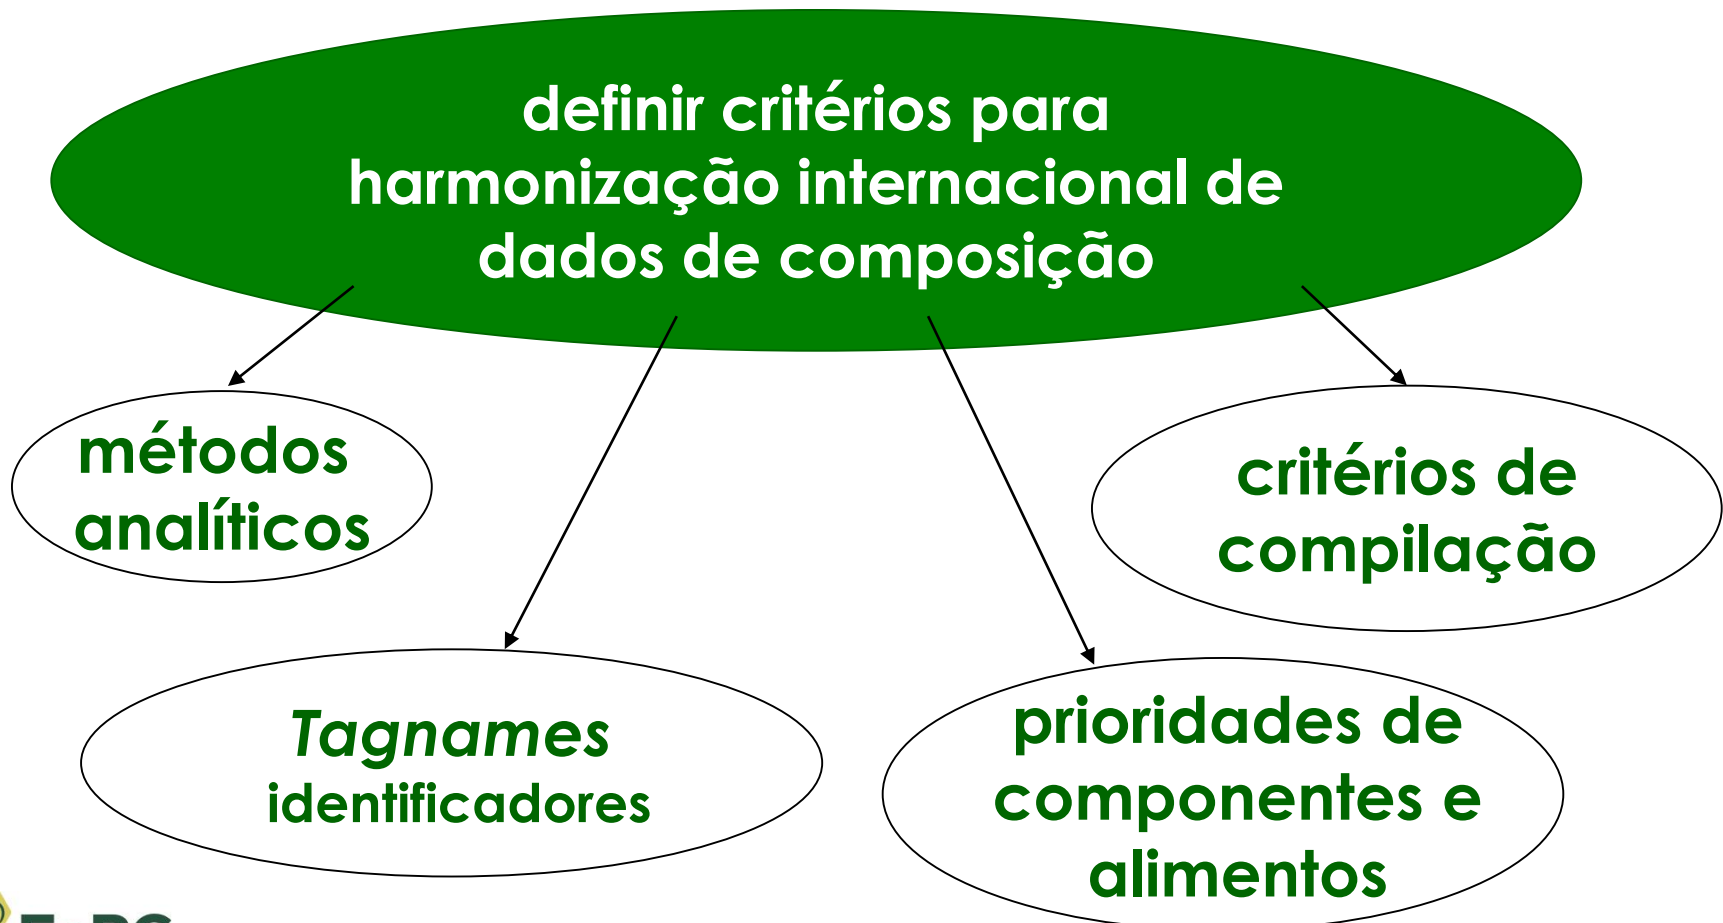 definir critérios para
harmonização internacional de
dados de composição
métodos
analíticos
critérios de
compilação
Tagnames
identificadores
prioridades de
componentes e
alimentos